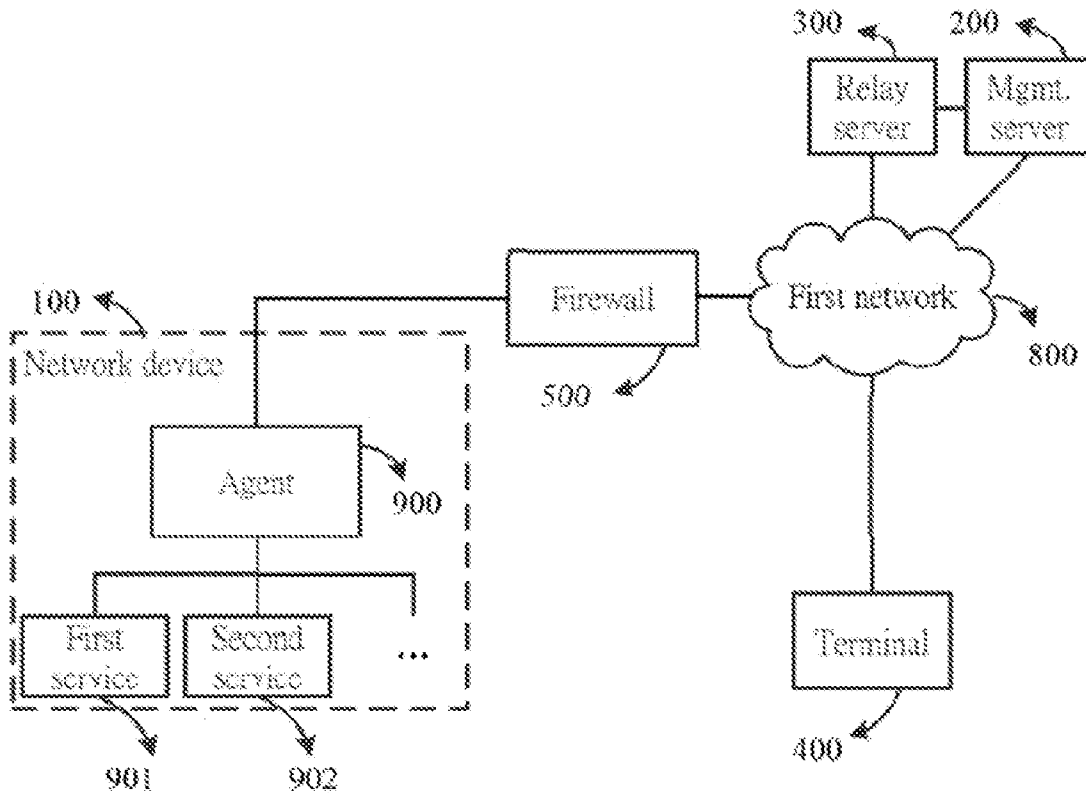 300
200
Relay
server
Mgmt.
server
100
Firewall
First network
Network device
800
500
Agent
900
First
service
Second
service
...
Terminal
901
902
400